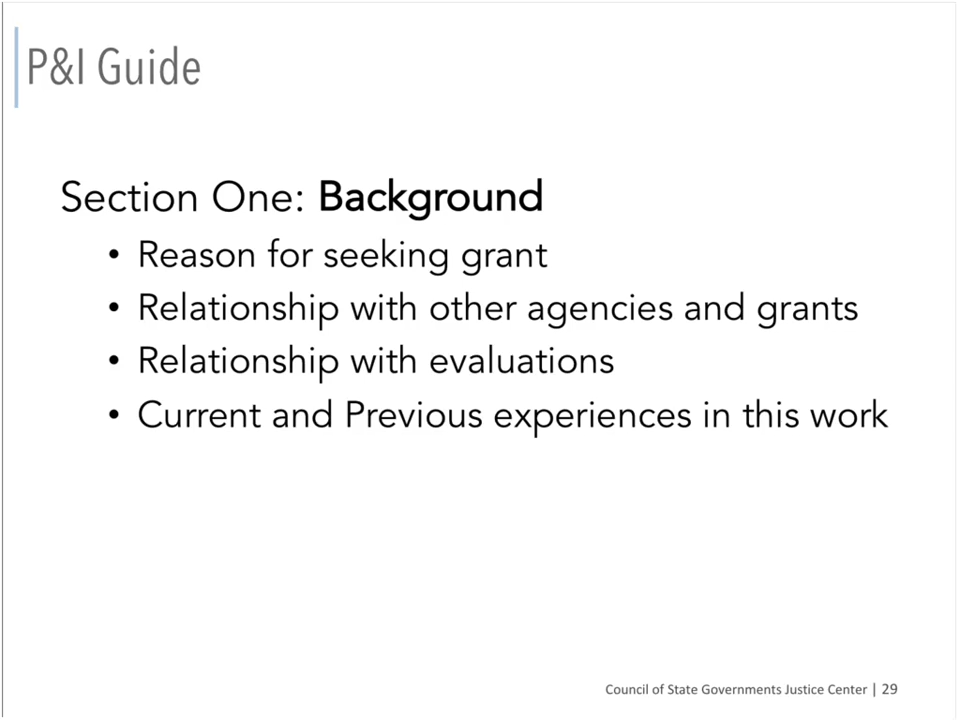 P&I Guide
Section One: Background
• Reason for seeking grant
• Relationship with other agencies and grants
• Relationship with evaluations
• Current and Previous experiences in this work
Council of State Governments Justice Center | 29